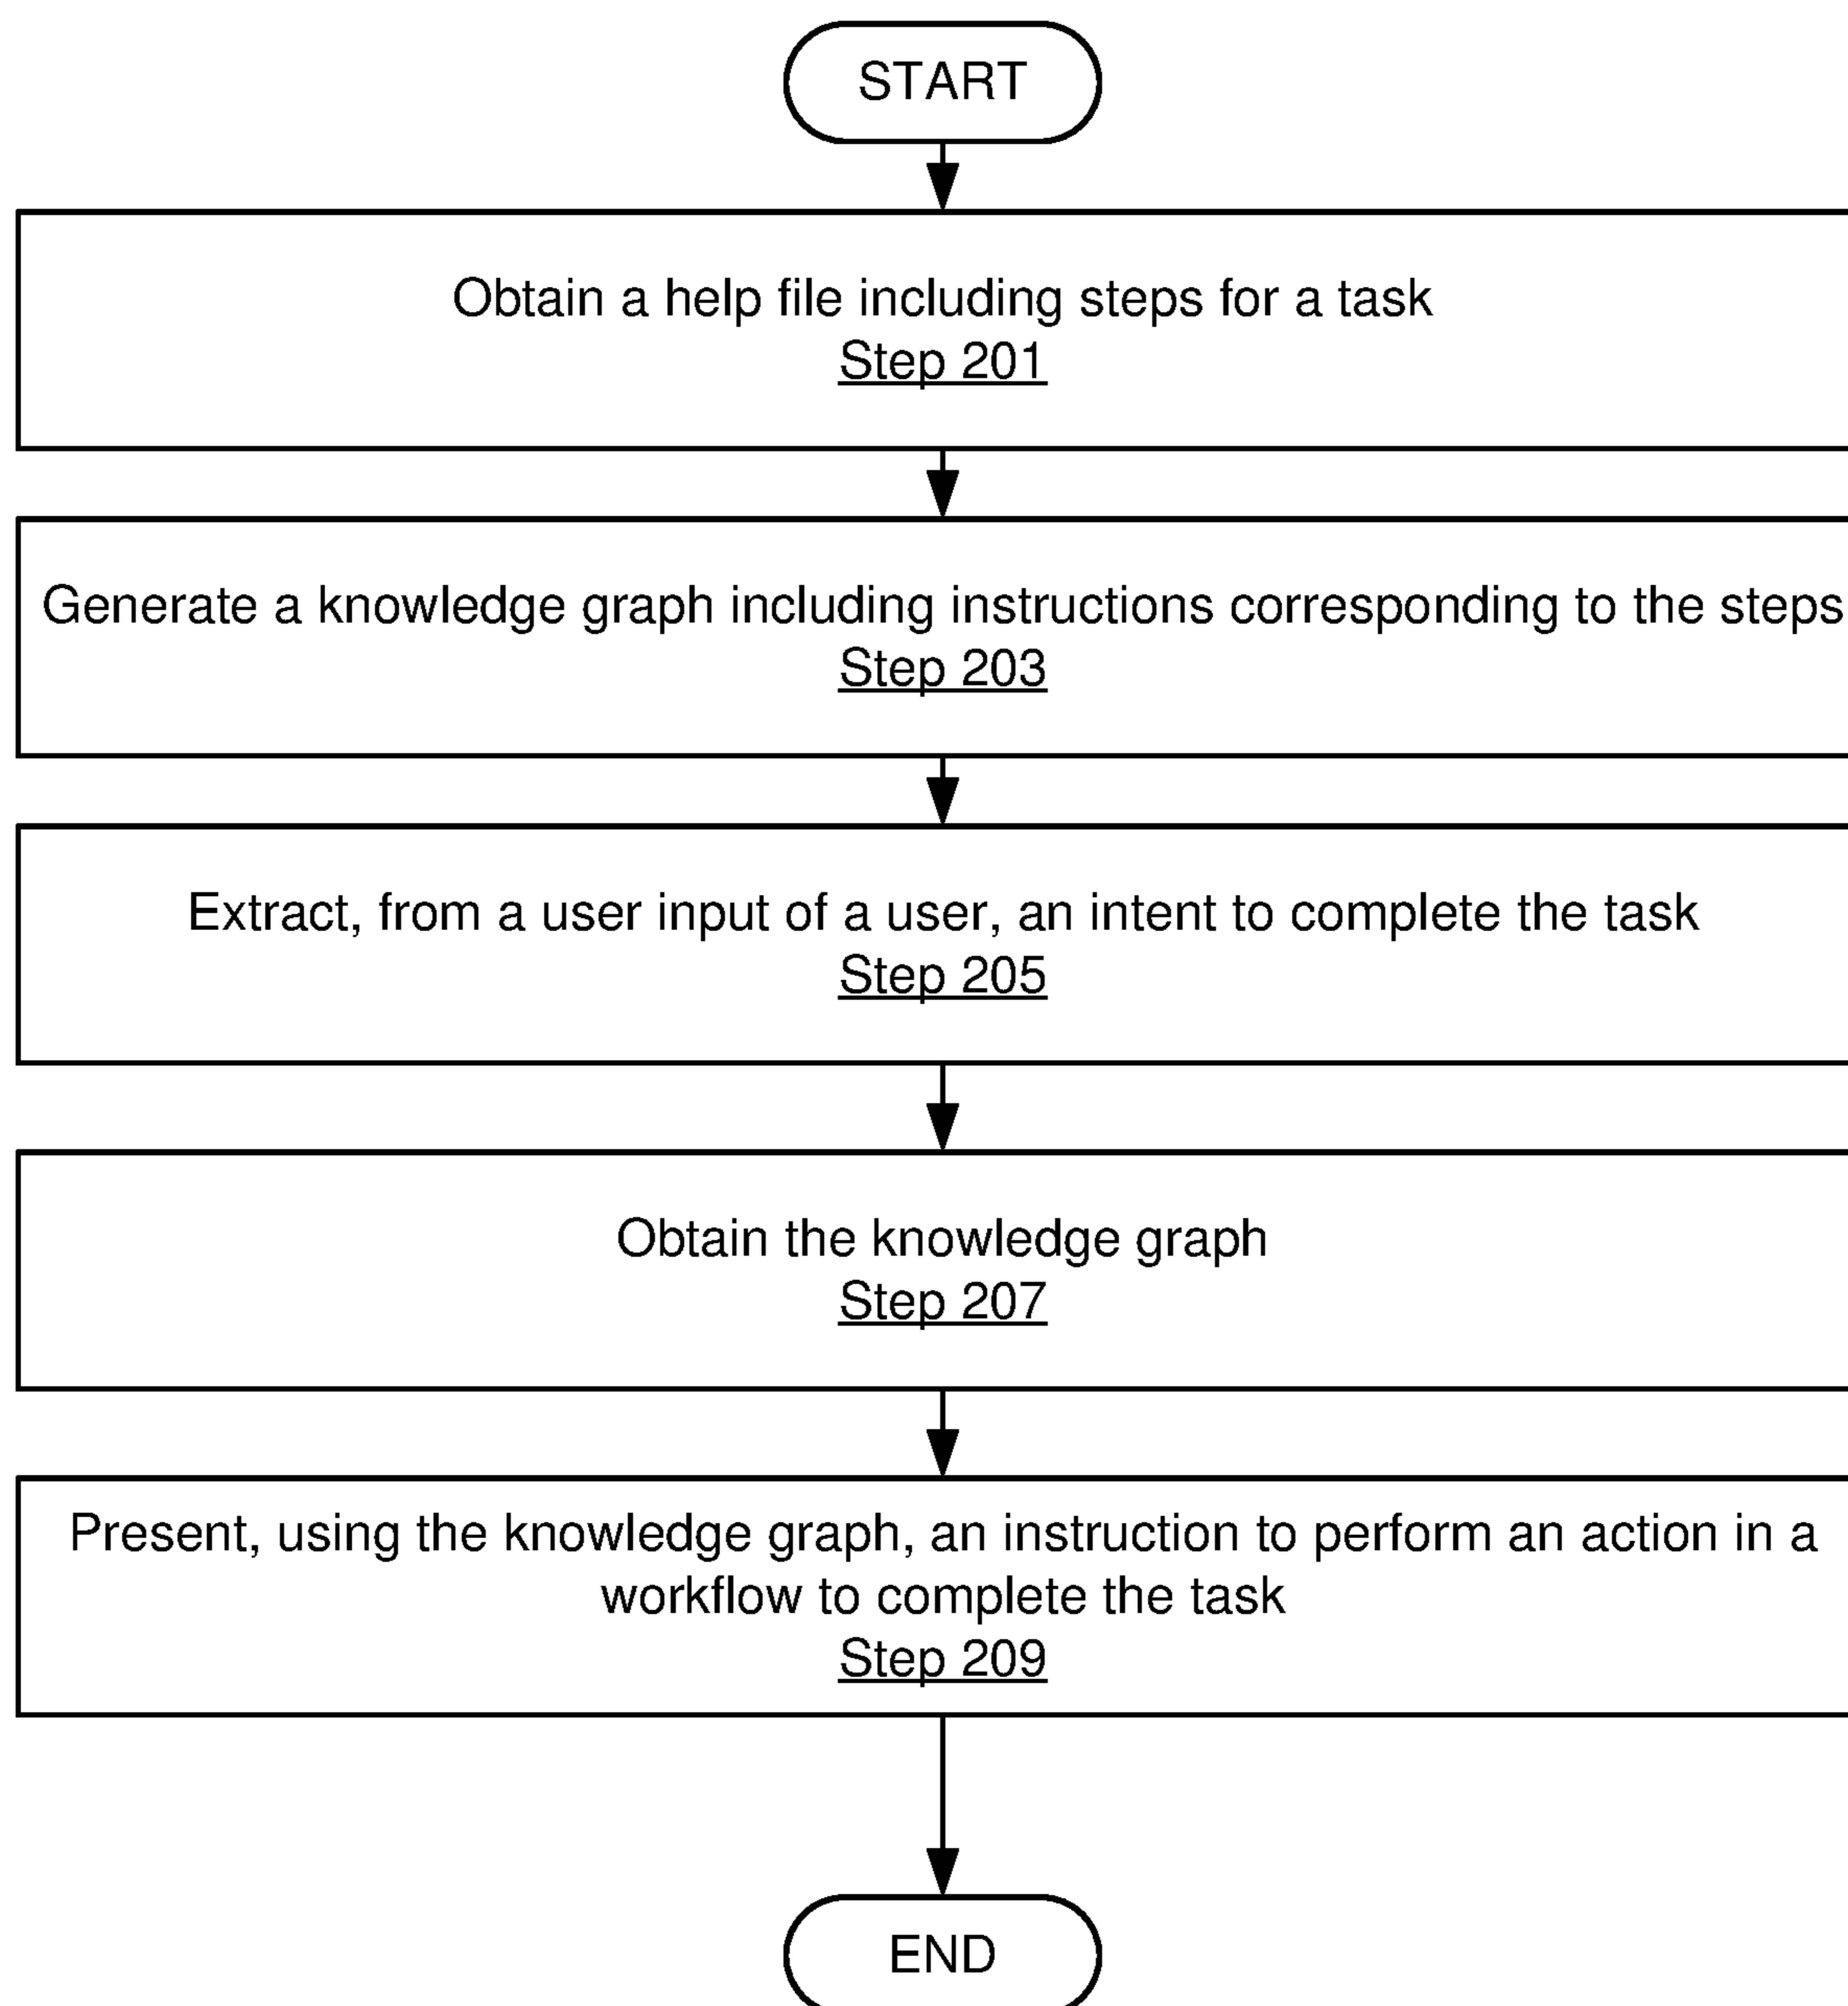 START
Obtain a help file including steps for a task
Step 201
Generate a knowledge graph including instructions corresponding to the steps
Step 203
Extract, from a user input of a user, an intent to complete the task
Step 205
Obtain the knowledge graph
Step 207
Present, using the knowledge graph, an instruction to perform an action in a
workflow to complete the task
Step 209
END